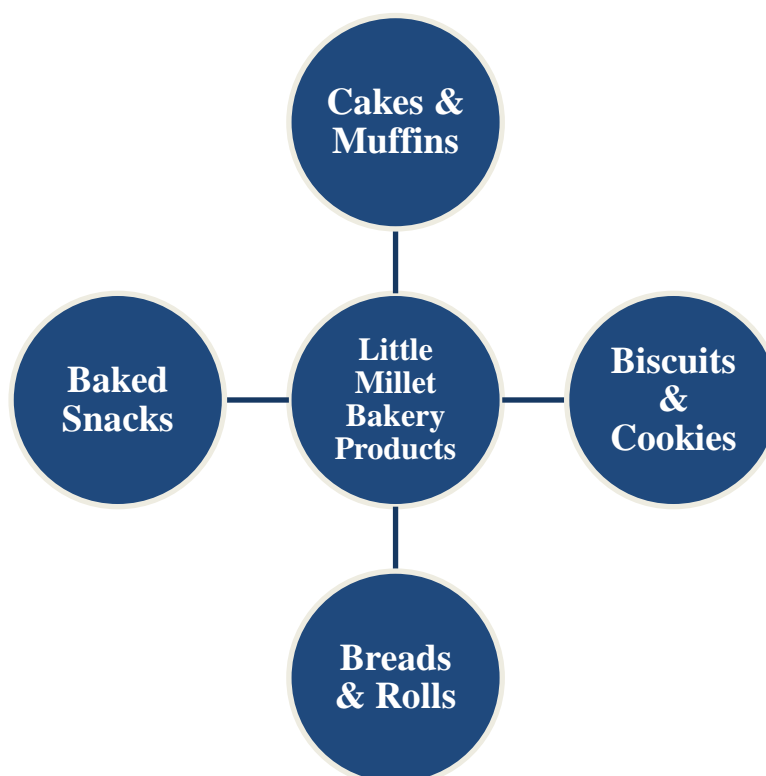 Cakes &
Muffins
Baked
Snacks
Little
Millet
Bakery
Products
Biscuits
&
Cookies
Breads
& Rolls